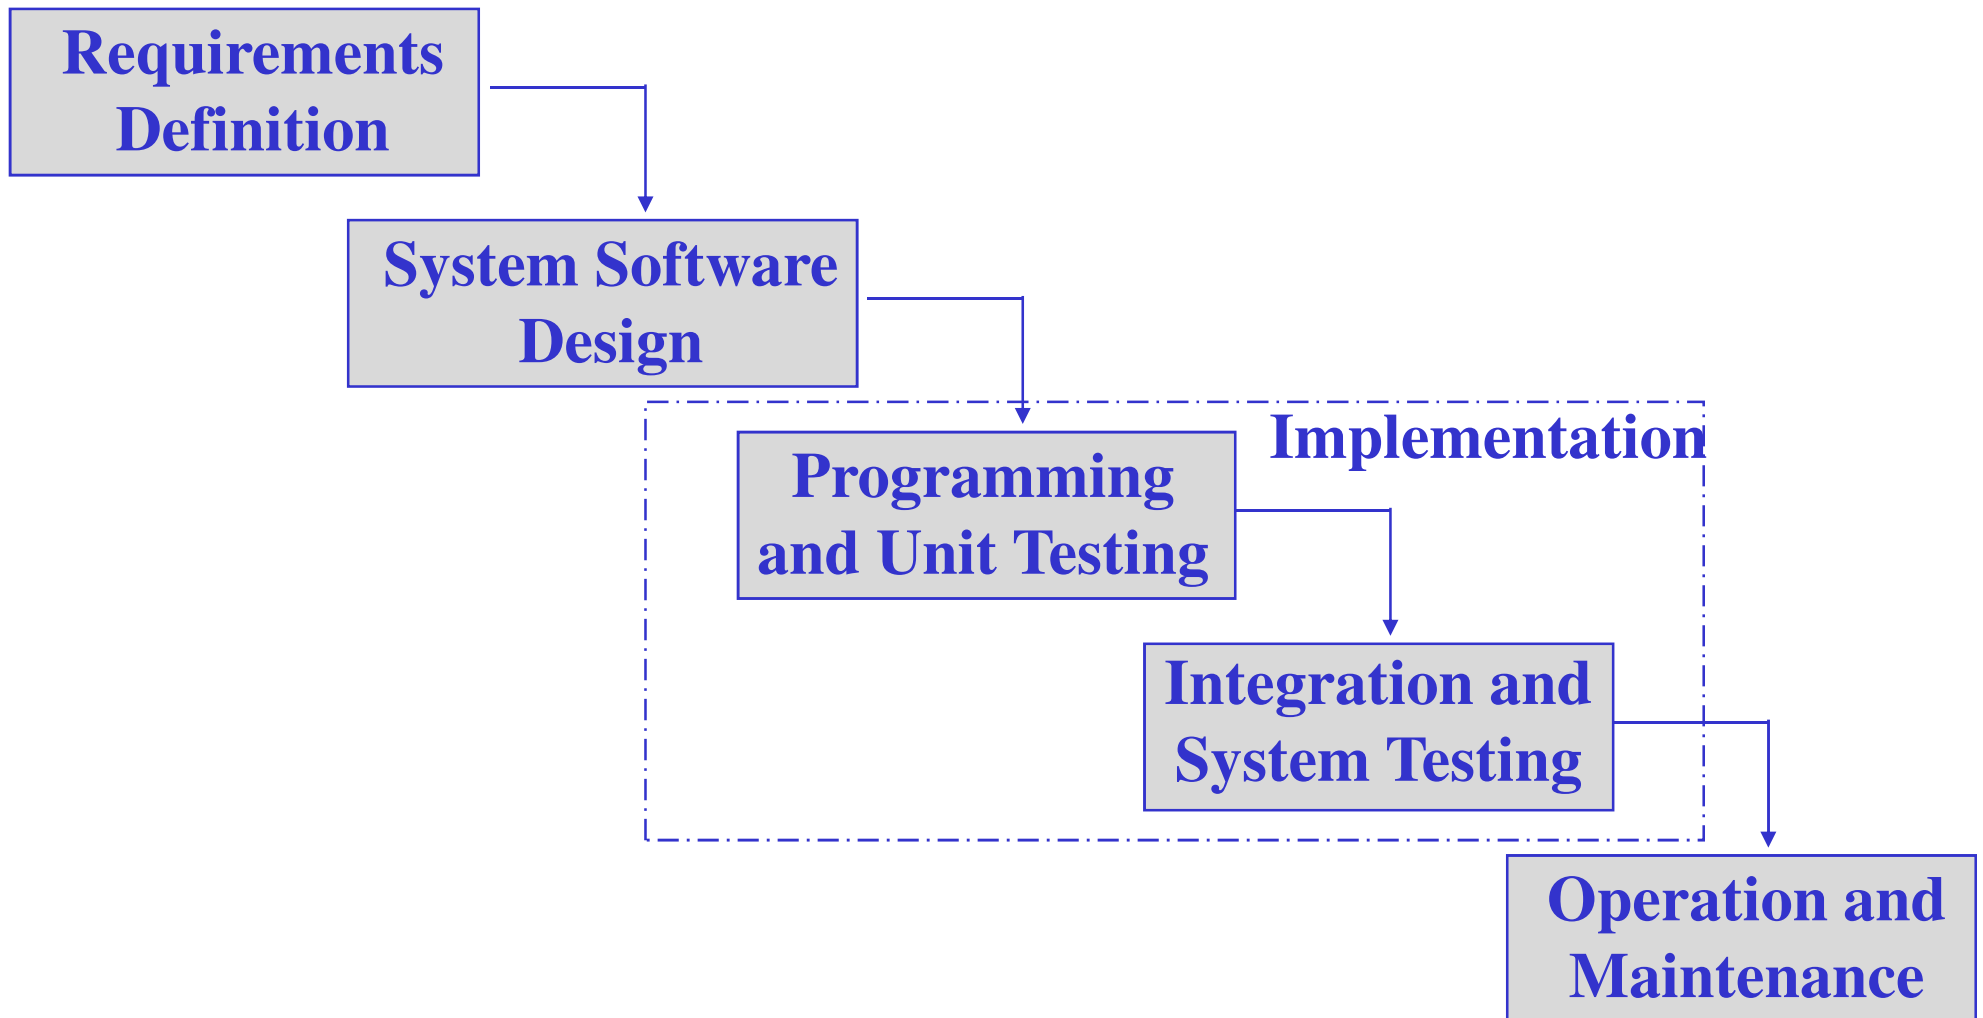 Requirements
Definition
System Software
Design
Implementation
Programming
and Unit Testing
Integration and
System Testing
Operation and
Maintenance